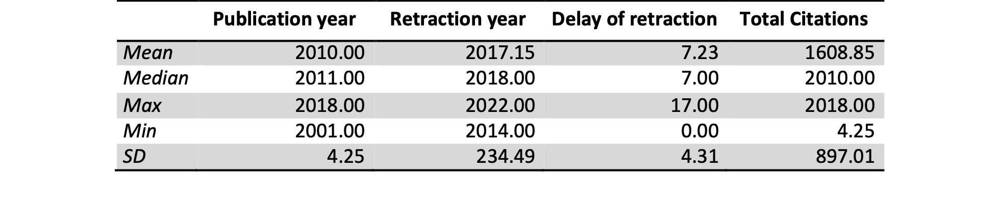 Publication year Retraction year Delay of retraction Total Citations
Mean 2010.00 2017.15 7.23 1608.85
Median 2011.00 2018.00 7.00 2010.00
Max 2018.00 2022.00 17.00 2018.00
Min 2001.00 2014.00 0.00 4.25
SD 4.25 234.49 4.31 897.01